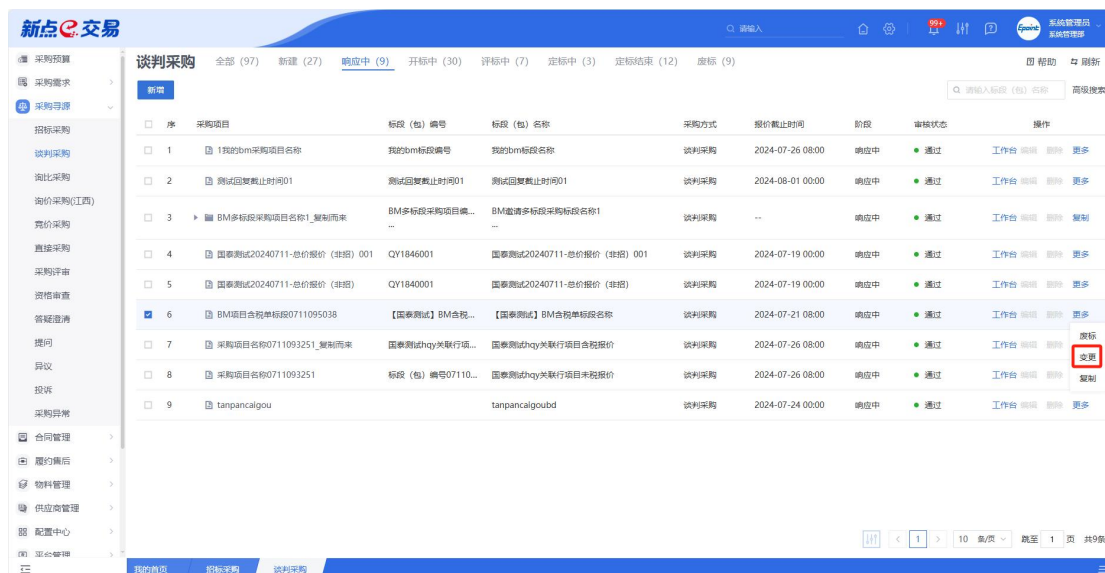 新点e交易 请输入 99+ Epoint 系统管理员
系统管理部
采购预算
采购需求
采购寻源
招标采购
谈判采购
询比采购
询价采购(江西)
竞价采购
直接采购
采购评审
资格审查
答疑澄清
提问
异议
投诉
采购异常
合同管理
履约售后
物料管理
供应商管理
配置中心
平台管理
谈判采购 全部 (97) 新建 (27) 响应中 (9) 开标中 (30) 评标中 (7) 定标中 (3) 定标结束 (12) 废标 (9) 帮助 刷新
新增 请输入标段（包）名称 高级搜索
序 采购项目 标段（包）编号 标段（包）名称 采购方式 报价截止时间 阶段 审核状态 操作
1 1我的bm采购项目名称 我的bm标段编号 我的bm标段名称 谈判采购 2024-07-26 08:00 响应中 通过 工作台 编辑 删除 更多
2 测试回复截止时间01 测试回复截止时间01 测试回复截止时间01 谈判采购 2024-08-01 00:00 响应中 通过 工作台 编辑 删除 更多
3 BM多标段采购项目名称1_复制而来 BM多标段采购项目编... BM邀请多标段采购标段名称1 谈判采购 -- 响应中 通过 工作台 编辑 删除 复制
... ...
4 国泰测试20240711-总价报价（非招）001 QY1846001 国泰测试20240711-总价报价（非招）001 谈判采购 2024-07-19 00:00 响应中 通过 工作台 编辑 删除 更多
5 国泰测试20240711-总价报价（非招） QY1840001 国泰测试20240711-总价报价（非招） 谈判采购 2024-07-19 00:00 响应中 通过 工作台 编辑 删除 更多
6 BM项目含税单标段0711095038 【国泰测试】BM含税... 【国泰测试】BM含税单标段名称 谈判采购 2024-07-21 08:00 响应中 通过 工作台 编辑 删除 更多
废标
变更
复制
7 采购项目名称0711093251_复制而来 国泰测试hqy关联行项... 国泰测试hqy关联行项目含税报价 谈判采购 2024-07-26 08:00 响应中 通过 工作台 编辑 删除
8 采购项目名称0711093251 标段（包）编号07110... 国泰测试hqy关联行项目未税报价 谈判采购 2024-07-26 08:00 响应中 通过 工作台 编辑 删除
9 tanpancaigou tanpancaigoubd 谈判采购 2024-07-24 00:00 响应中 通过 工作台 编辑 删除 更多
1 10 条/页 跳至 1 页 共9条
我的首页 招标采购 谈判采购